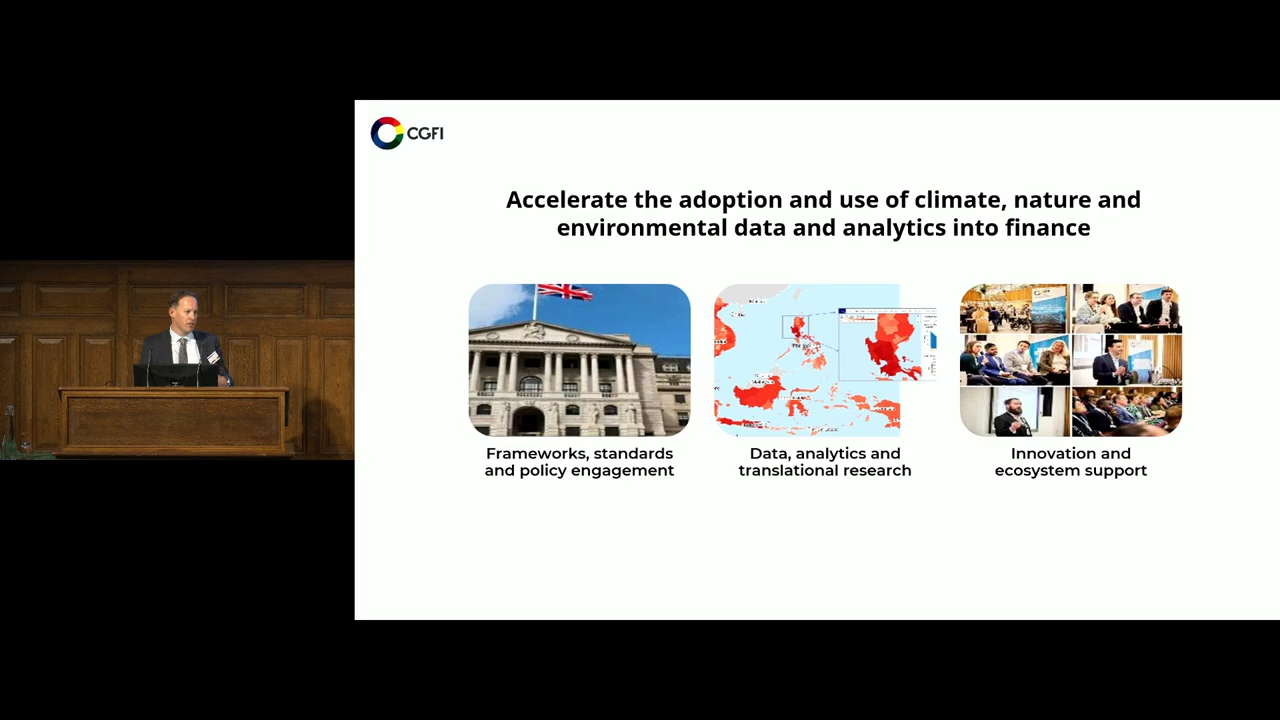 CGFI
Accelerate the adoption and use of climate, nature and
environmental data and analytics into finance
Frameworks, standards
and policy engagement
Data, analytics and
translational research
Innovation and
ecosystem support